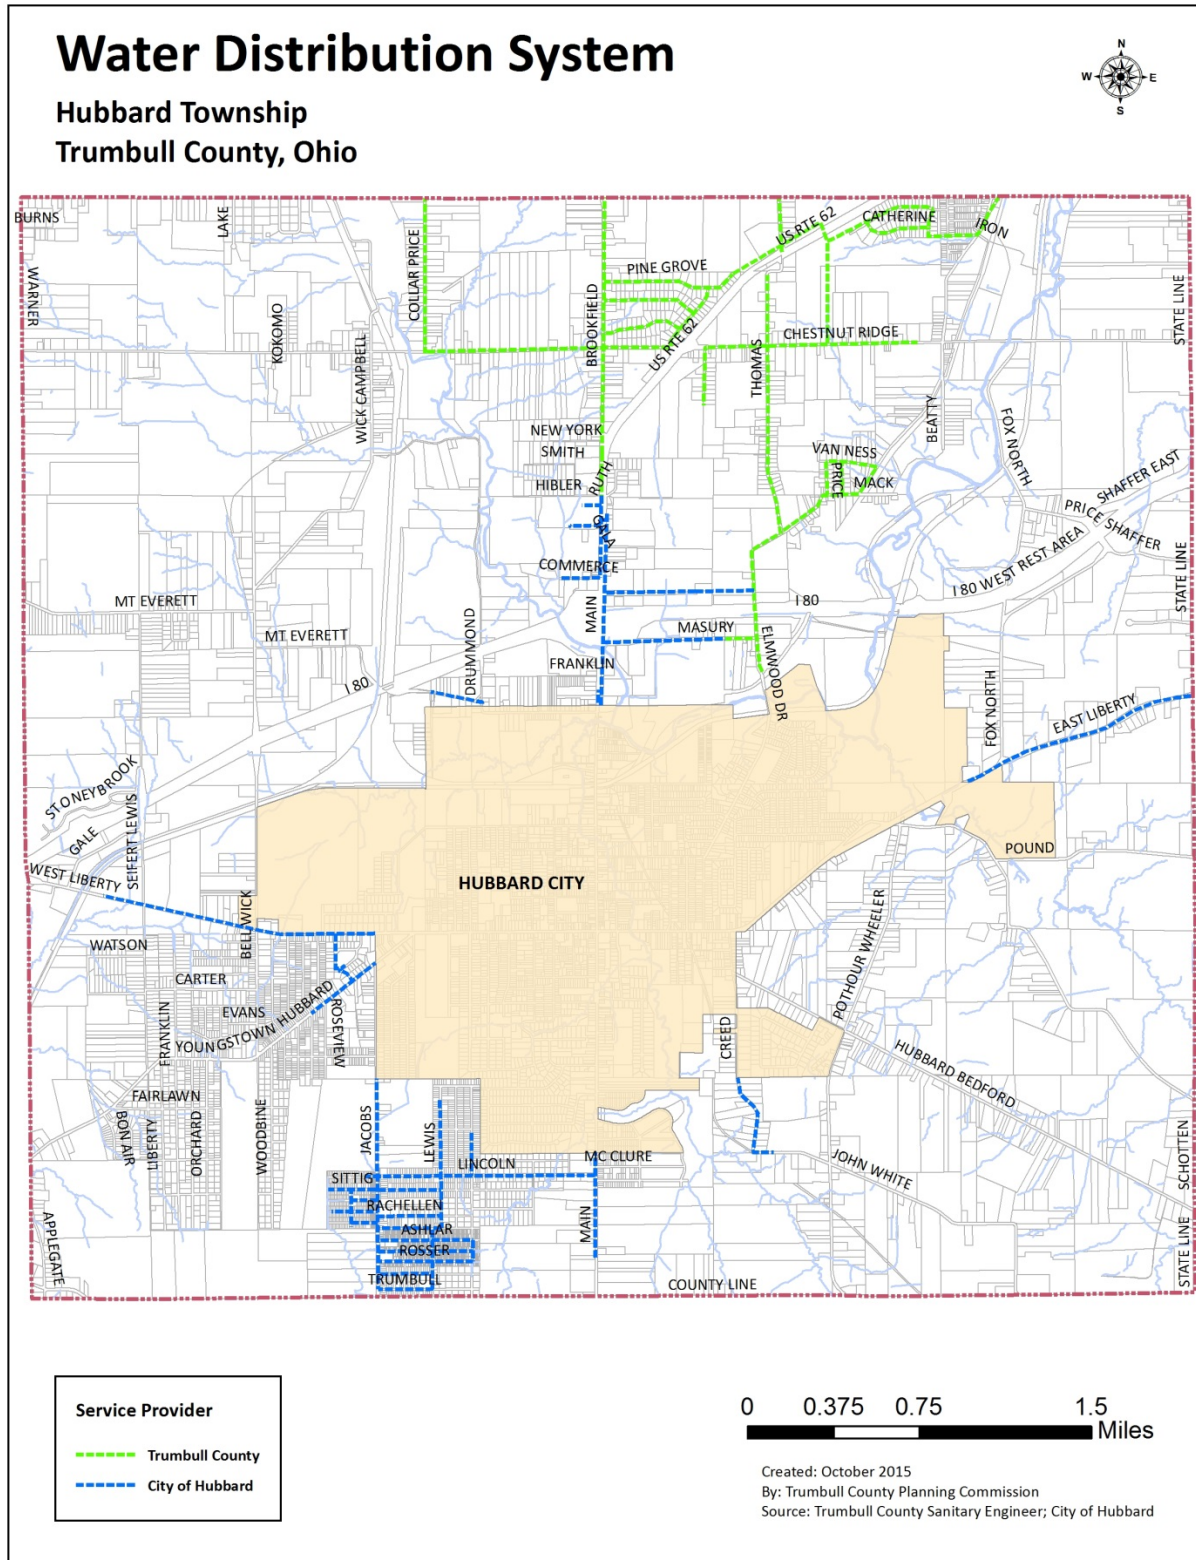 Water Distribution System
Hubbard Township
Trumbull County, Ohio
N
W
E
S
BURNS
LAKE
COLLAR PRICE
US RTE 62
CATHERINE
IRON
WARNER
KOKOMO
WICK CAMPBELL
BROOKFIELD
PINE GROVE
US RTE 62
THOMAS
CHESTNUT RIDGE
STATE LINE
NEW YORK
SMITH
HIBLER
RUTH
GALA
VAN NESS
PRICE
MACK
BEATTY
FOX NORTH
SHAFFER EAST
PRICE SHAFFER
COMMERCE
I 80
I 80 WEST REST AREA
STATE LINE
MT EVERETT
MT EVERETT
DRUMMOND
MAIN
MASURY
FRANKLIN
ELMWOOD DR
I 80
FOX NORTH
EAST LIBERTY
STONEYBROOK
GALE
SEIFERT LEWIS
WEST LIBERTY
POUND
HUBBARD CITY
BELL WICK
WATSON
CARTER
EVANS
YOUNGSTOWN HUBBARD
FRANKLIN
ROSEVIEW
POTHOUR WHEELER
CREED
HUBBARD BEDFORD
FAIRLAWN
BON AIR
LIBERTY
ORCHARD
WOODBINE
JACOBS
LEWIS
LINCOLN
MC CLURE
SITTIG
RACHELLEN
ASHLAR
ROSSER
TRUMBULL
MAIN
JOHN WHITE
SCHOTTEN
STATE LINE
APPLEGATE
COUNTY LINE
Service Provider
Trumbull County
City of Hubbard
0 0.375 0.75 1.5
Miles
Created: October 2015
By: Trumbull County Planning Commission
Source: Trumbull County Sanitary Engineer; City of Hubbard